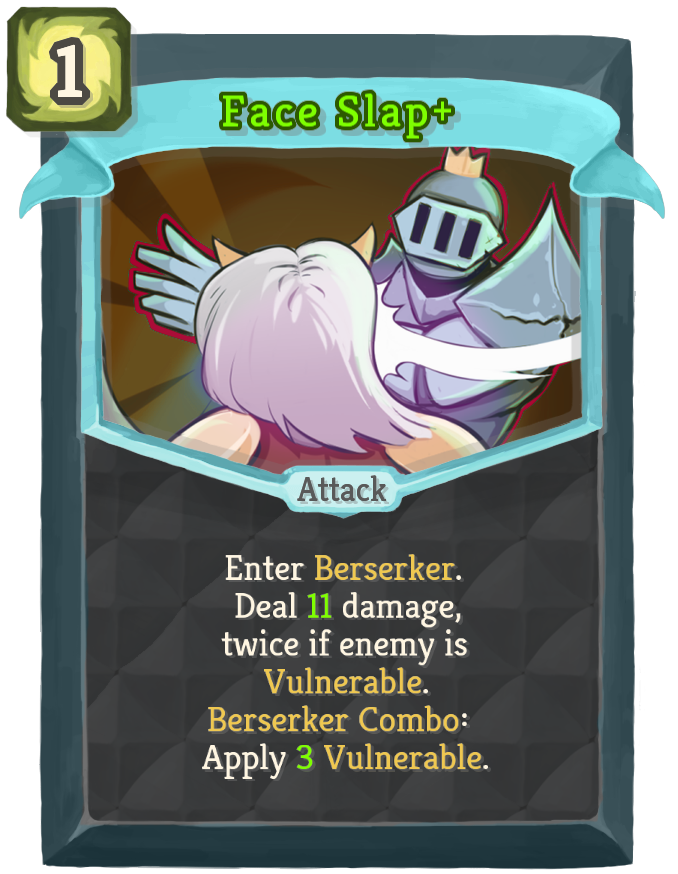 1
Face Slap+
Attack
Enter Berserker.
Deal 11 damage,
twice if enemy is
Vulnerable.
Berserker Combo:
Apply 3 Vulnerable.